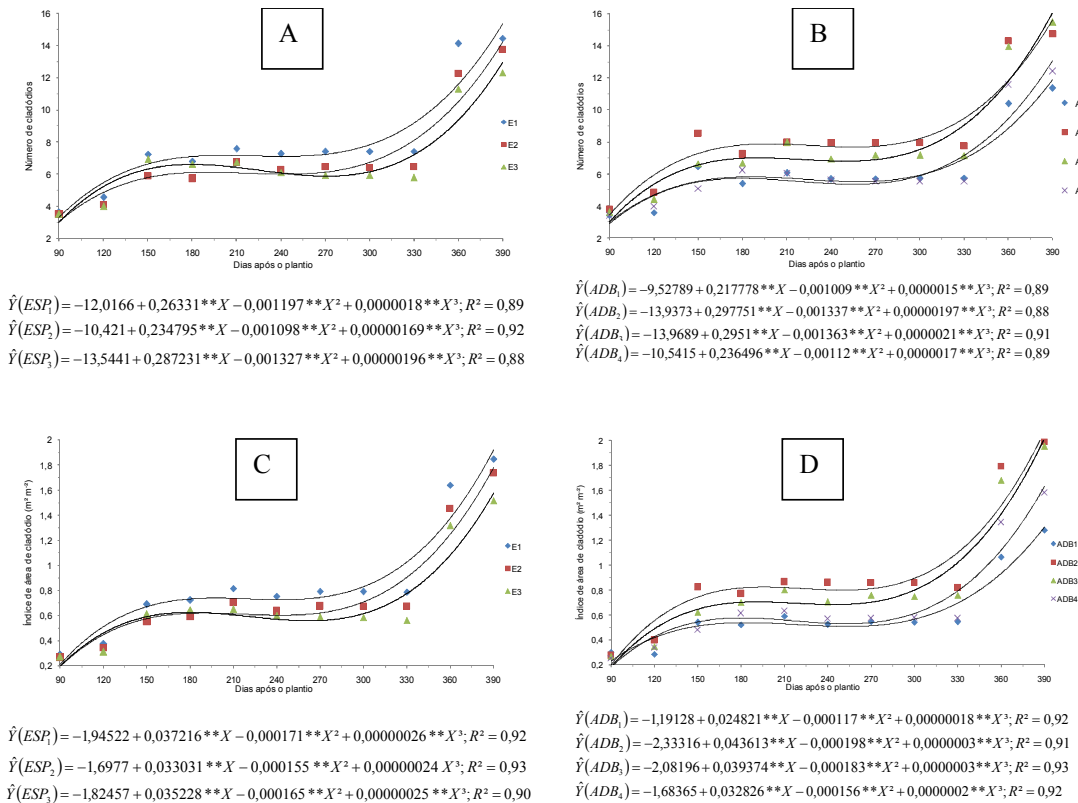 A
Número de cladódios
16
14
12
10
8
6
4
2
90 120 150 180 210 240 270 300 330 360 390
Dias após o plantio
E1
E2
E3
Ŷ(ESP₁) = −12,0166 + 0,26331 **X − 0,001197 **X² + 0,0000018 **X³; R² = 0,89
Ŷ(ESP₂) = −10,421 + 0,234795 **X − 0,001098 **X² + 0,00000169 **X³; R² = 0,92
Ŷ(ESP₃) = −13,5441 + 0,287231 **X − 0,001327 **X² + 0,00000196 **X³; R² = 0,88
B
Número de cladódios
16
14
12
10
8
6
4
2
90 120 150 180 210 240 270 300 330 360 390
Dias após o plantio
Ŷ(ADB₁) = −9,52789 + 0,217778 **X − 0,001009 **X² + 0,0000015 **X³; R² = 0,89
Ŷ(ADB₂) = −13,9373 + 0,297751 **X − 0,001337 **X² + 0,00000197 **X³; R² = 0,88
Ŷ(ADB₃) = −13,9689 + 0,2951 **X − 0,001363 **X² + 0,0000021 **X³; R² = 0,91
Ŷ(ADB₄) = −10,5415 + 0,236496 **X − 0,00112 **X² + 0,0000017 **X³; R² = 0,89
C
Índice de área de cladódio (m² m⁻²)
2
1,8
1,6
1,4
1,2
1
0,8
0,6
0,4
0,2
90 120 150 180 210 240 270 300 330 360 390
Dias após o plantio
E1
E2
E3
Ŷ(ESP₁) = −1,94522 + 0,037216 **X − 0,000171 **X² + 0,00000026 **X³; R² = 0,92
Ŷ(ESP₂) = −1,6977 + 0,033031 **X − 0,000155 **X² + 0,00000024 X³; R² = 0,93
Ŷ(ESP₃) = −1,82457 + 0,035228 **X − 0,000165 **X² + 0,00000025 **X³; R² = 0,90
D
Índice de área de cladódio (m² m⁻²)
2
1,8
1,6
1,4
1,2
1
0,8
0,6
0,4
0,2
90 120 150 180 210 240 270 300 330 360 390
Dias após o plantio
ADB1
ADB2
ADB3
ADB4
Ŷ(ADB₁) = −1,19128 + 0,024821 **X − 0,000117 **X² + 0,00000018 **X³; R² = 0,92
Ŷ(ADB₂) = −2,33316 + 0,043613 **X − 0,000198 **X² + 0,0000003 **X³; R² = 0,91
Ŷ(ADB₃) = −2,08196 + 0,039374 **X − 0,000183 **X² + 0,0000003 **X³; R² = 0,93
Ŷ(ADB₄) = −1,68365 + 0,032826 **X − 0,000156 **X² + 0,0000002 **X³; R² = 0,92